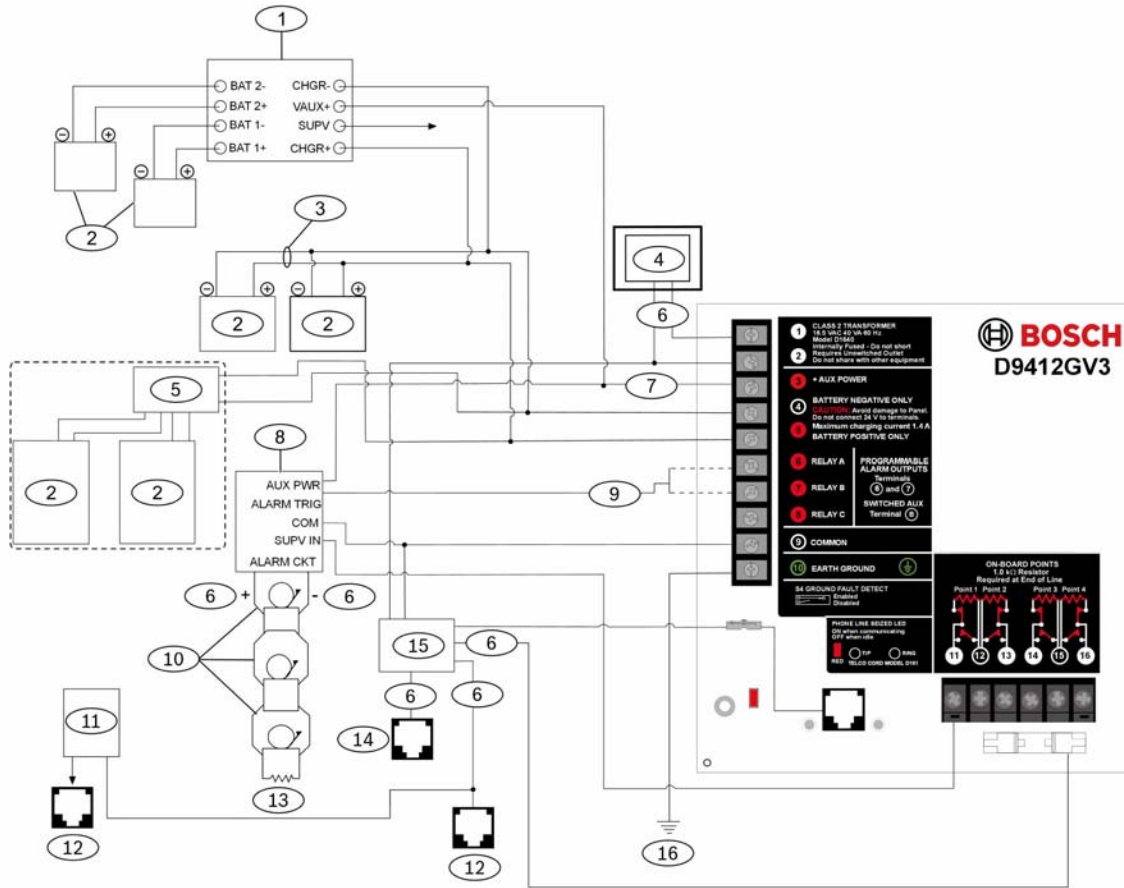 1
BAT 2-
CHGR-
BAT 2+
VAUX+
BAT 1-
SUPV
BAT 1+
CHGR+
2
3
4
2
2
6
5
7
2
2
8
AUX PWR
ALARM TRIG
COM
SUPV IN
ALARM CKT
9
6 + - 6
10
15
6
6
6
11
14
13
12
12
16
BOSCH
D9412GV3
1
CLASS 2 TRANSFORMER
16.5 VAC 40 VA 60 Hz
Model D1640
Internally Fused - Do not short
2
Requires Unswitched Outlet
Do not share with other equipment
3 + AUX POWER
4
BATTERY NEGATIVE ONLY
CAUTION: Avoid damage to Panel.
Do not connect 24 V to terminals.
5
Maximum charging current 1.4 A
BATTERY POSITIVE ONLY
6 RELAY A
7 RELAY B
8 RELAY C
PROGRAMMABLE
ALARM OUTPUTS
Terminals
6 and 7
SWITCHED AUX
Terminal 8
9 COMMON
10 EARTH GROUND
S4 GROUND FAULT DETECT
Enabled
Disabled
PHONE LINE SEIZED LED
ON when communicating
OFF when idle
RED
TIP
RING
TELCO CORD MODEL D161
ON-BOARD POINTS
1.0 kΩ Resistor
Required at End of Line
Point 1 Point 2 Point 3 Point 4
11 12 13 14 15 16